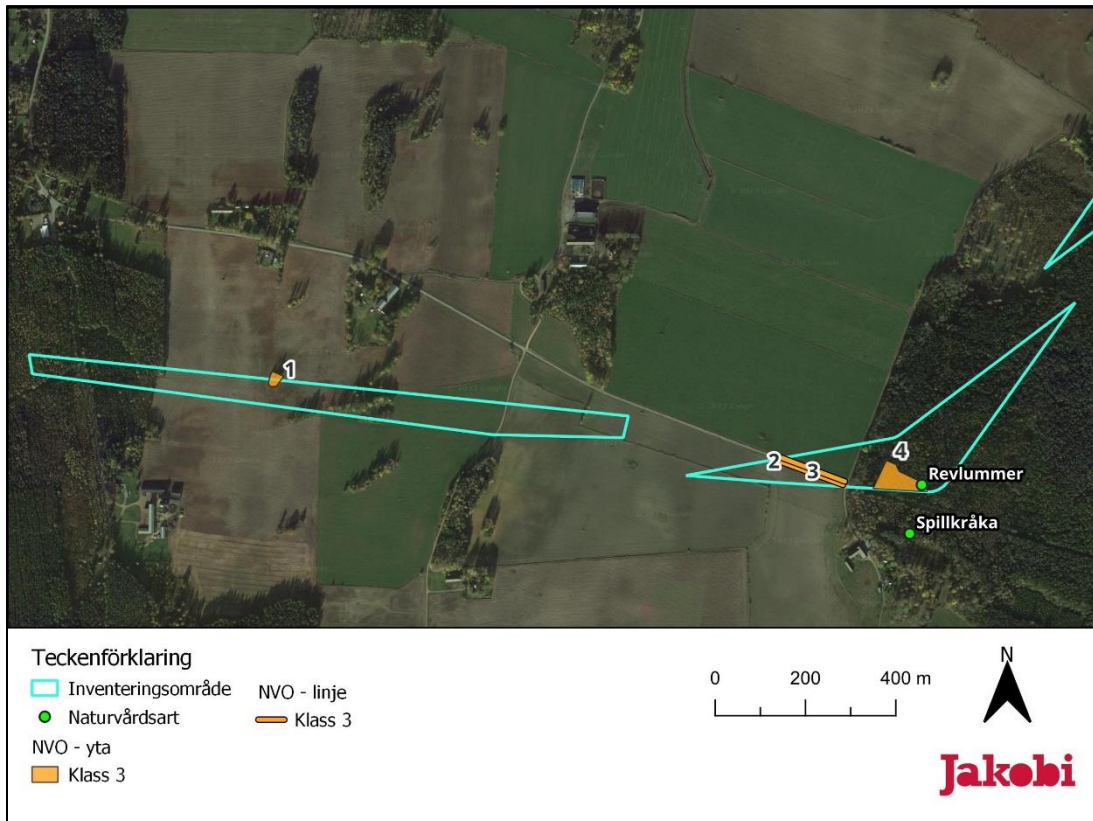 1
2
3
4
Revlummer
Spillkråka
Teckenförklaring
Inventeringsområde
Naturvårdsart
NVO - yta
Klass 3
NVO - linje
Klass 3
0 200 400 m
N
Jakobi